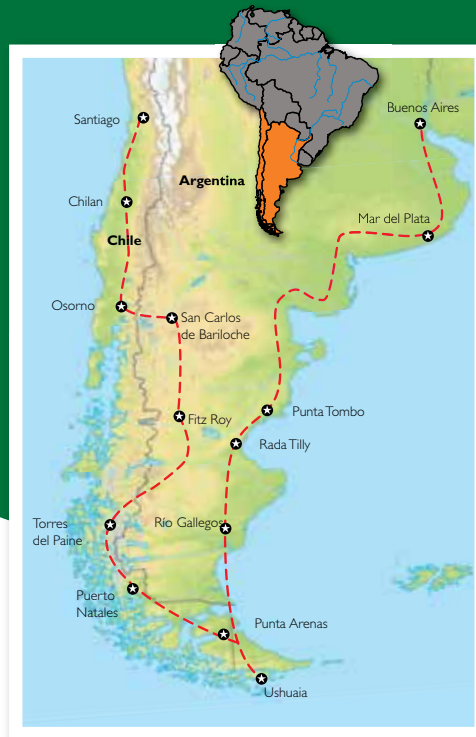 Buenos Aires
Santiago
Argentina
Chilan
Mar del Plata
Chile
Osorno
San Carlos
de Bariloche
Punta Tombo
Fitz Roy
Rada Tilly
Torres
del Paine
Río Gallegos
Puerto
Natales
Punta Arenas
Ushuaia